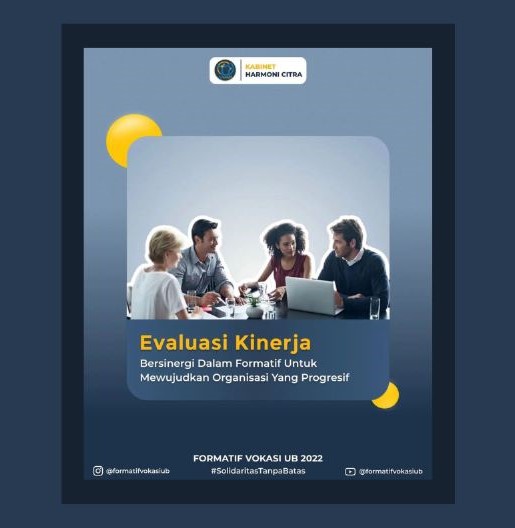 KABINET
HARMONI CITRA
Evaluasi Kinerja
Bersinergi Dalam Formatif Untuk
Mewujudkan Organisasi Yang Progresif
FORMATIF VOKASI UB 2022
@formatifvokasiub #SolidaritasTanpaBatas @formatifvokasiub